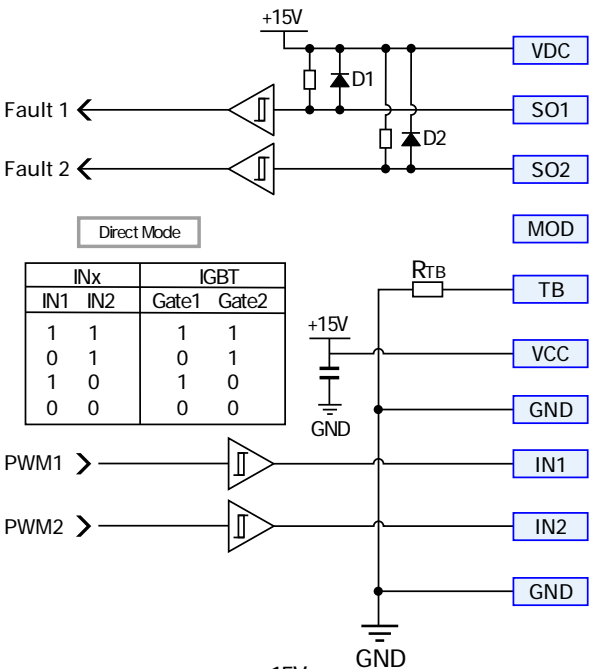 +15V
VDC
D1
Fault 1
SO1
D2
Fault 2
SO2
Direct Mode
MOD
INx IGBT
IN1 IN2 Gate1 Gate2
1 1 1 1
0 1 0 1
1 0 1 0
0 0 0 0
RTB
TB
+15V
VCC
GND
GND
PWM1
IN1
PWM2
IN2
GND
GND